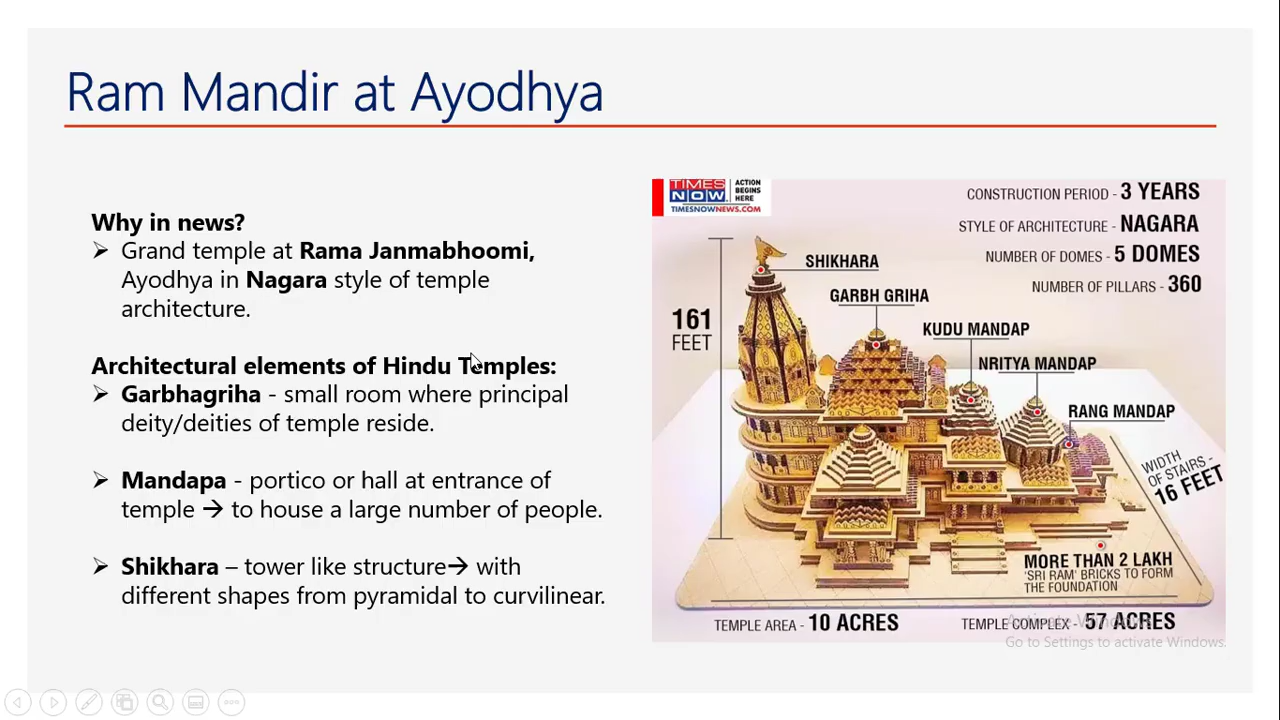 Ram Mandir at Ayodhya
Why in news?
➢ Grand temple at Rama Janmabhoomi,
Ayodhya in Nagara style of temple
architecture.
Architectural elements of Hindu Temples:
➢ Garbhagriha - small room where principal
deity/deities of temple reside.
➢ Mandapa - portico or hall at entrance of
temple → to house a large number of people.
➢ Shikhara – tower like structure→ with
different shapes from pyramidal to curvilinear.
TIMES
NOW
ACTION
BEGINS
HERE
TIMESNOWNEWS.COM
CONSTRUCTION PERIOD - 3 YEARS
STYLE OF ARCHITECTURE - NAGARA
NUMBER OF DOMES - 5 DOMES
NUMBER OF PILLARS - 360
SHIKHARA
GARBH GRIHA
KUDU MANDAP
NRITYA MANDAP
RANG MANDAP
161
FEET
WIDTH
OF STAIRS -
16 FEET
MORE THAN 2 LAKH
'SRI RAM' BRICKS TO FORM
THE FOUNDATION
TEMPLE AREA - 10 ACRES
TEMPLE COMPLEX - 57 ACRES
Activate Windows
Go to Settings to activate Windows.